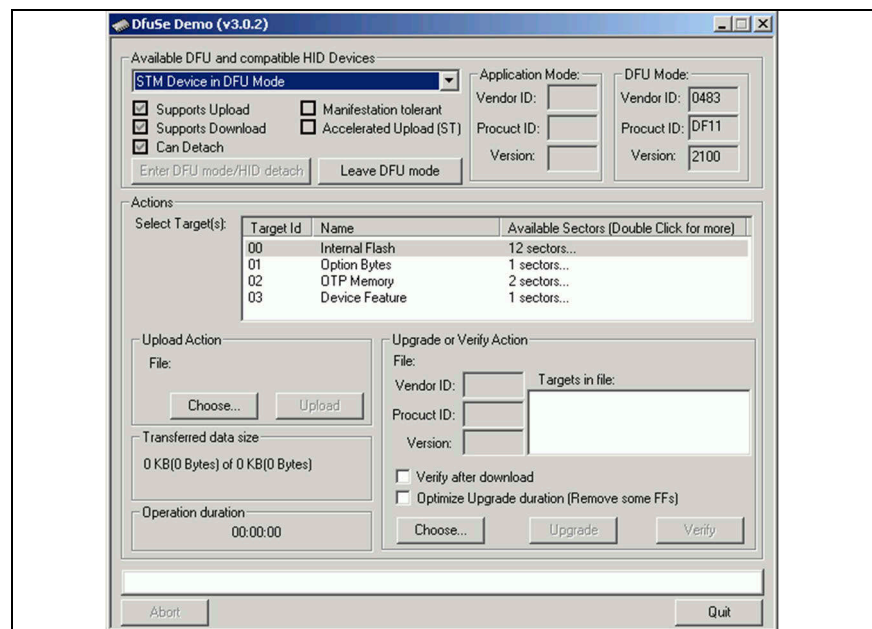 DfuSe Demo (v3.0.2)
Available DFU and compatible HID Devices
STM Device in DFU Mode
Supports Upload
Manifestation tolerant
Supports Download
Accelerated Upload (ST)
Can Detach
Enter DFU mode/HID detach
Leave DFU mode
Application Mode:
Vendor ID:
Procuct ID:
Version:
DFU Mode:
Vendor ID: 0483
Procuct ID: DF11
Version: 2100
Actions
Select Target(s):
Target Id Name Available Sectors (Double Click for more)
00 Internal Flash 12 sectors...
01 Option Bytes 1 sectors...
02 OTP Memory 2 sectors...
03 Device Feature 1 sectors...
Upload Action
File:
Choose... Upload
Transferred data size
0 KB(0 Bytes) of 0 KB(0 Bytes)
Operation duration
00:00:00
Upgrade or Verify Action
File:
Vendor ID:
Procuct ID:
Version:
Targets in file:
Verify after download
Optimize Upgrade duration (Remove some FFs)
Choose... Upgrade Verify
Abort Quit